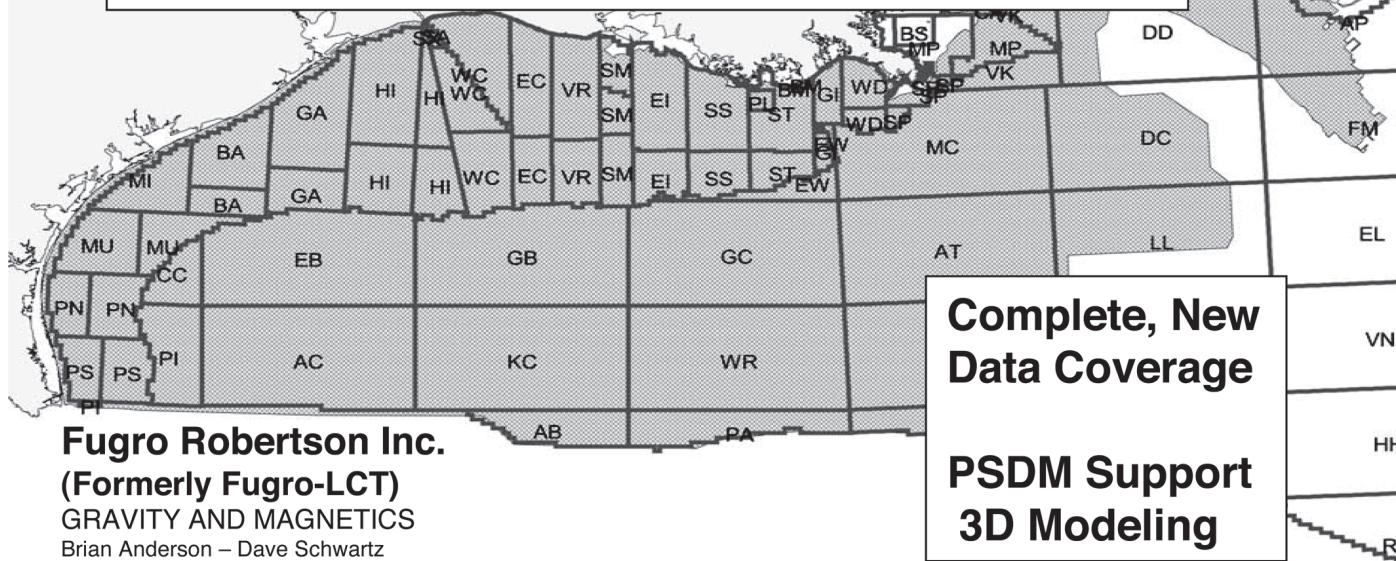 BS
DD
AP
MP
MP
VK
WC
WC
EC
VR
SM
EI
SS
PL
ST
GI
WD
HI
HI
GA
SM
WD
SP
MC
DC
FM
BA
MI
HI
HI
WC
EC
VR
SM
EI
SS
ST
EW
GA
BA
MU
MU
CC
EB
GB
GC
AT
LL
EL
PN
PN
PI
AC
KC
WR
VN
PS
PS
PI
AB
PA
HH
Complete, New
Data Coverage
PSDM Support
3D Modeling
Fugro Robertson Inc.
(Formerly Fugro-LCT)
GRAVITY AND MAGNETICS
Brian Anderson – Dave Schwartz